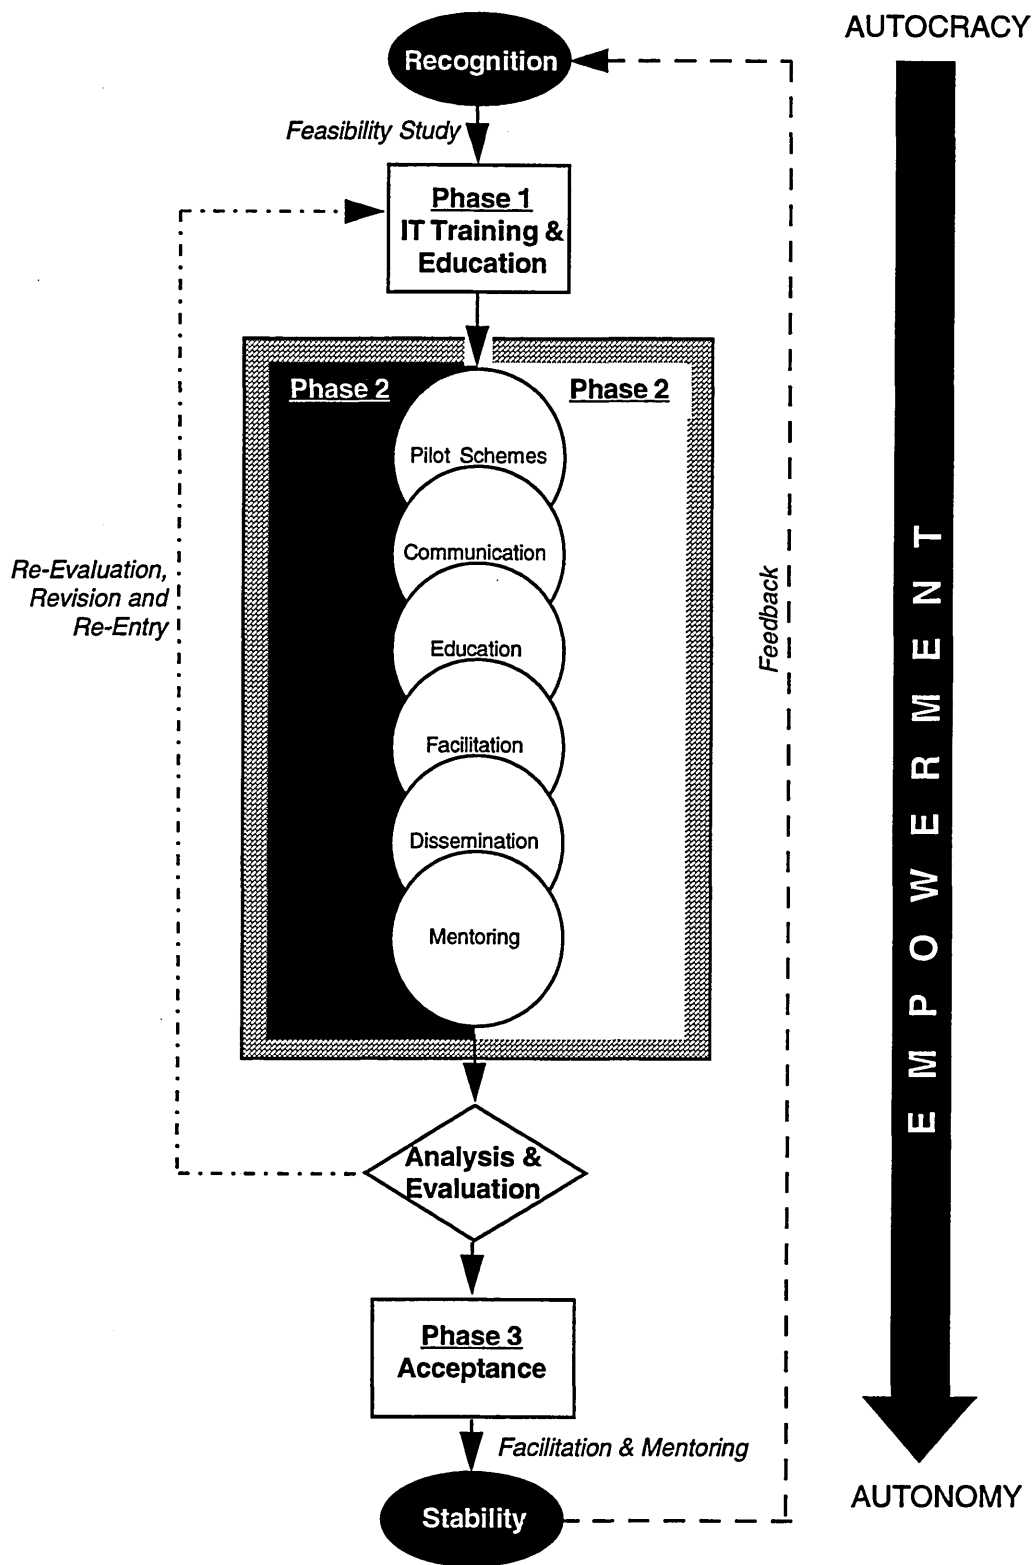 AUTOCRACY
Recognition
Feasibility Study
Phase 1
IT Training &
Education
Phase 2
Phase 2
Pilot Schemes
Communication
Re-Evaluation,
Revision and
Re-Entry
Education
Feedback
EMPOWERMENT
Facilitation
Dissemination
Mentoring
Analysis &
Evaluation
Phase 3
Acceptance
Facilitation & Mentoring
Stability
AUTONOMY